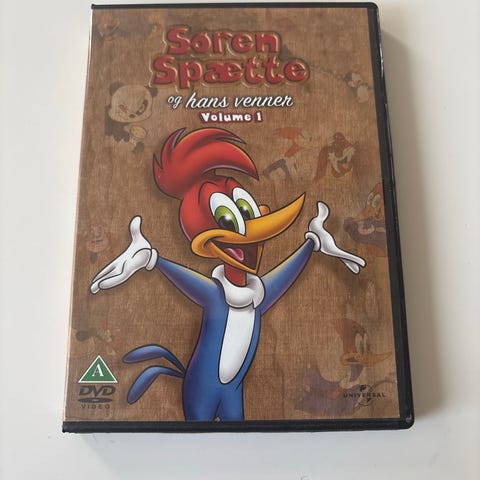 Søren
Spætte
og hans venner
Volume 1
A
DVD
VIDEO
UNIVERSAL